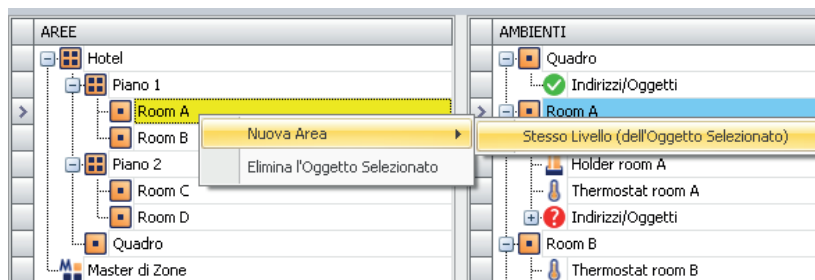 AREE
Hotel
Piano 1
Room A
Room B
Piano 2
Room C
Room D
Quadro
Master di Zone
Nuova Area
Elimina l'Oggetto Selezionato
Stesso Livello (dell'Oggetto Selezionato)
AMBIENTI
Quadro
Indirizzi/Oggetti
Room A
Holder room A
Thermostat room A
Indirizzi/Oggetti
Room B
Thermostat room B